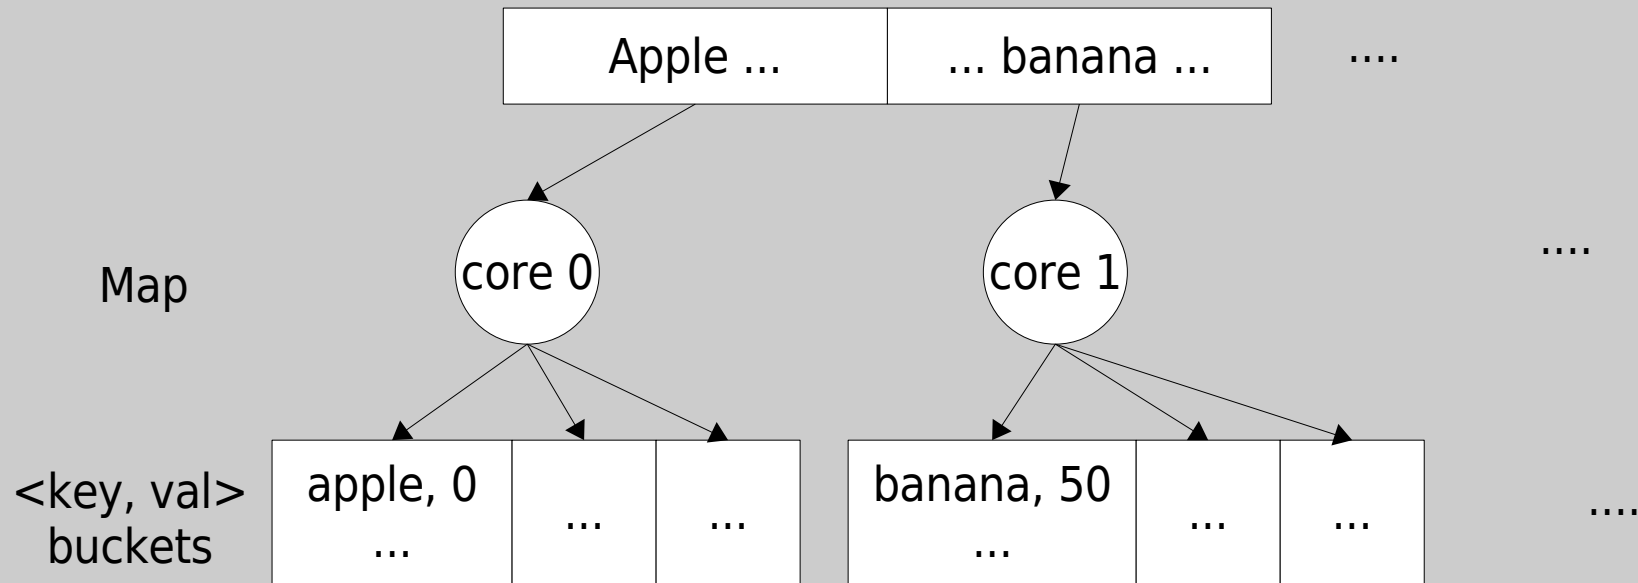 Apple ...
... banana ...
....
Map
core 0
core 1
....
<key, val>
buckets
apple, 0
...
...
...
banana, 50
...
...
...
....